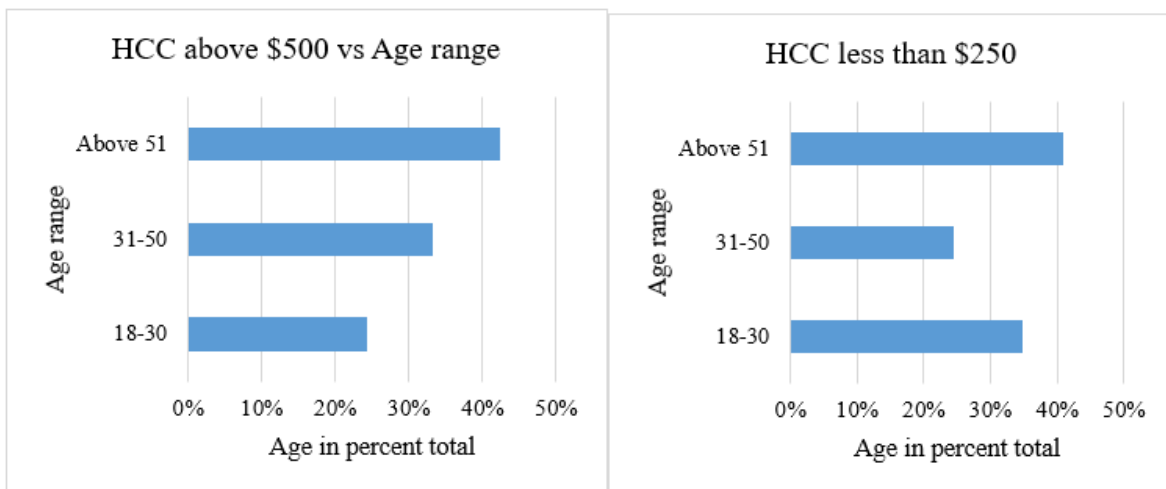 HCC above $500 vs Age range
Above 51
31-50
18-30
Age range
0% 10% 20% 30% 40% 50%
Age in percent total
HCC less than $250
Above 51
31-50
18-30
Age range
0% 10% 20% 30% 40% 50%
Age in percent total